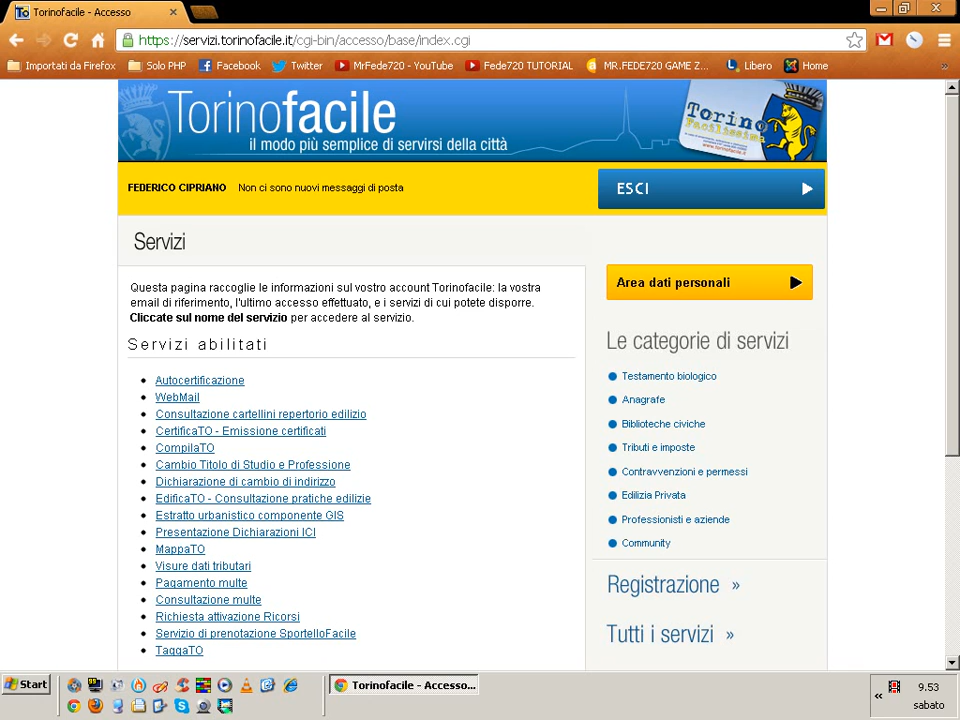 Torinofacile - Accesso
https://servizi.torinofacile.it/cgi-bin/accesso/base/index.cgi
Importati da Firefox Solo PHP Facebook Twitter MrFede720 - YouTube Fede720 TUTORIAL MR.FEDE720 GAME Z... Libero Home »
Torinofacile
il modo più semplice di servirsi della città
Torino
Facilissima
www.torinofacile.it
FEDERICO CIPRIANO Non ci sono nuovi messaggi di posta
ESCI
Servizi
Questa pagina raccoglie le informazioni sul vostro account Torinofacile: la vostra
email di riferimento, l'ultimo accesso effettuato, e i servizi di cui potete disporre.
Cliccate sul nome del servizio per accedere al servizio.
Servizi abilitati
Autocertificazione
WebMail
Consultazione cartellini repertorio edilizio
CertificaTO - Emissione certificati
CompilaTO
Cambio Titolo di Studio e Professione
Dichiarazione di cambio di indirizzo
EdificaTO - Consultazione pratiche edilizie
Estratto urbanistico componente GIS
Presentazione Dichiarazioni ICI
MappaTO
Visure dati tributari
Pagamento multe
Consultazione multe
Richiesta attivazione Ricorsi
Servizio di prenotazione SportelloFacile
TaggaTO
Area dati personali
Le categorie di servizi
Testamento biologico
Anagrafe
Biblioteche civiche
Tributi e imposte
Contravvenzioni e permessi
Edilizia Privata
Professionisti e aziende
Community
Registrazione »
Tutti i servizi »
Start
Torinofacile - Accesso...
«
9.53
sabato